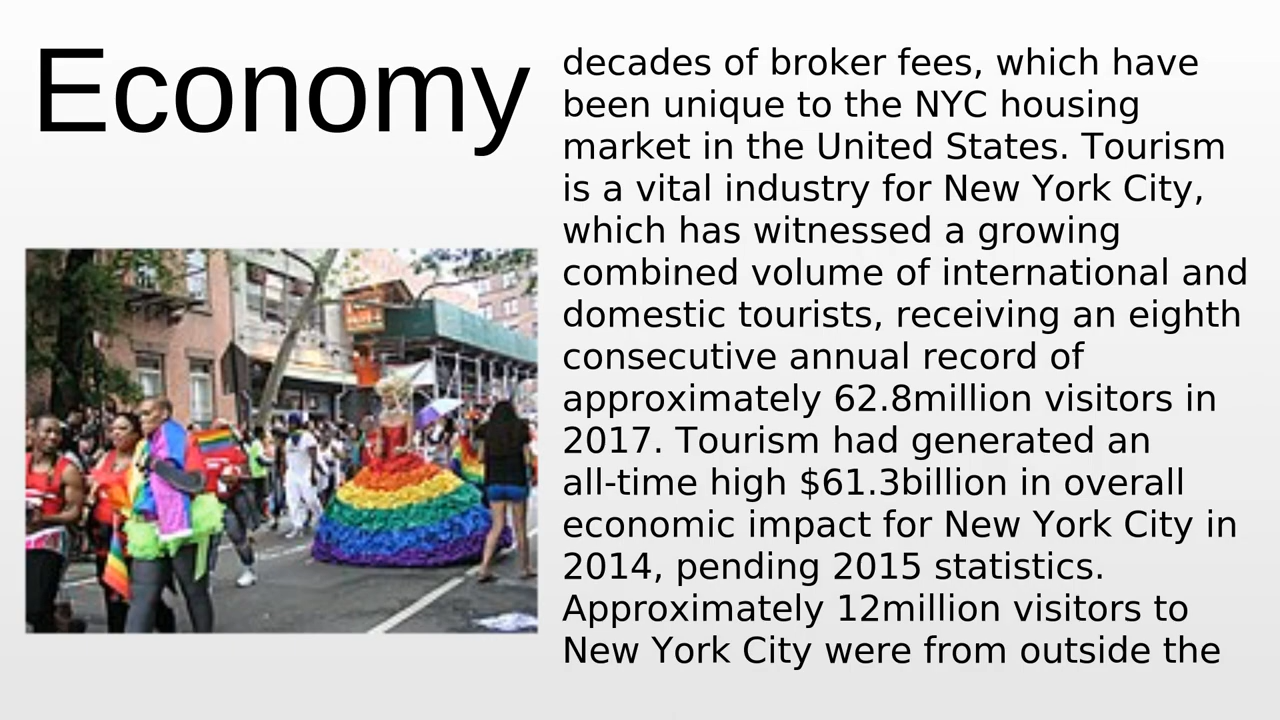 Economy
decades of broker fees, which have
been unique to the NYC housing
market in the United States. Tourism
is a vital industry for New York City,
which has witnessed a growing
combined volume of international and
domestic tourists, receiving an eighth
consecutive annual record of
approximately 62.8million visitors in
2017. Tourism had generated an
all-time high $61.3billion in overall
economic impact for New York City in
2014, pending 2015 statistics.
Approximately 12million visitors to
New York City were from outside the